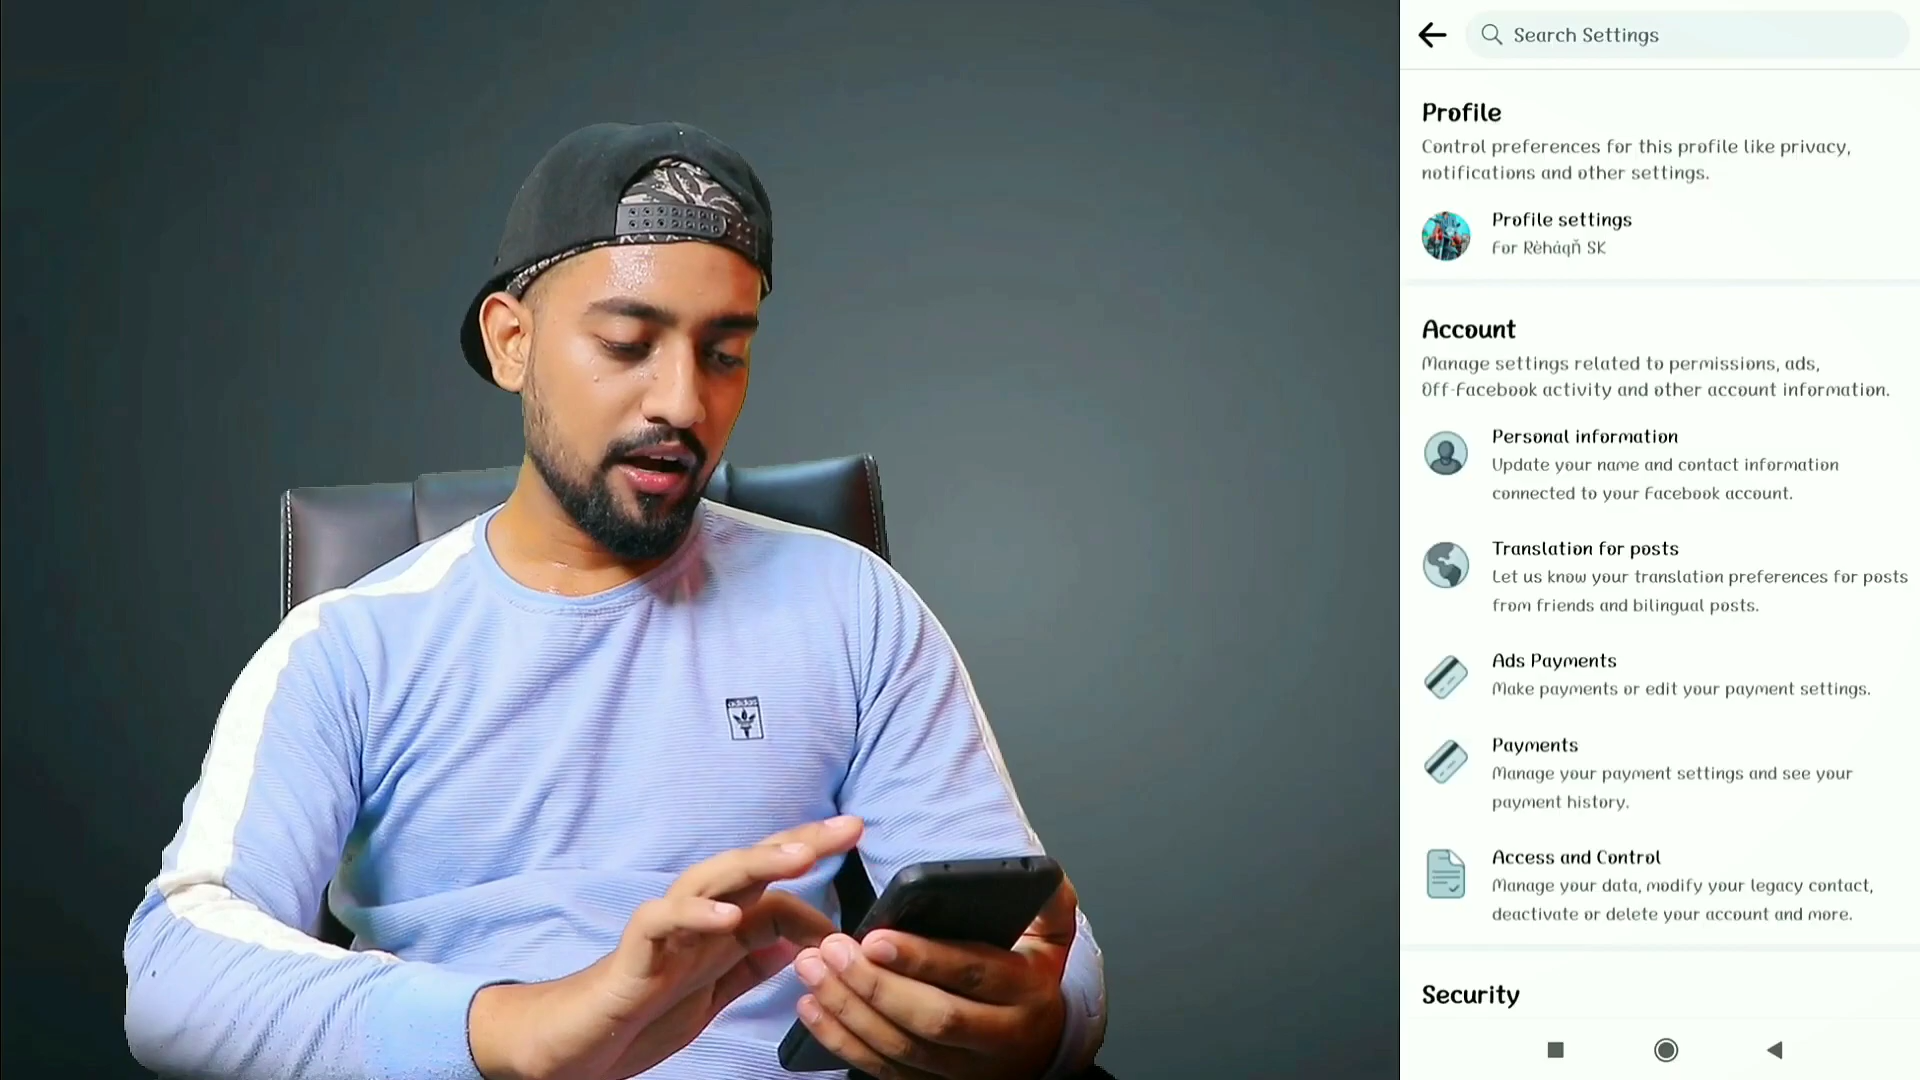 Search Settings
Profile
Control preferences for this profile like privacy,
notifications and other settings.
Profile settings
For Rèháqň SK
Account
Manage settings related to permissions, ads,
Off-Facebook activity and other account information.
Personal information
Update your name and contact information
connected to your Facebook account.
Translation for posts
Let us know your translation preferences for posts
from friends and bilingual posts.
Ads Payments
Make payments or edit your payment settings.
Payments
Manage your payment settings and see your
payment history.
Access and Control
Manage your data, modify your legacy contact,
deactivate or delete your account and more.
Security
adidas